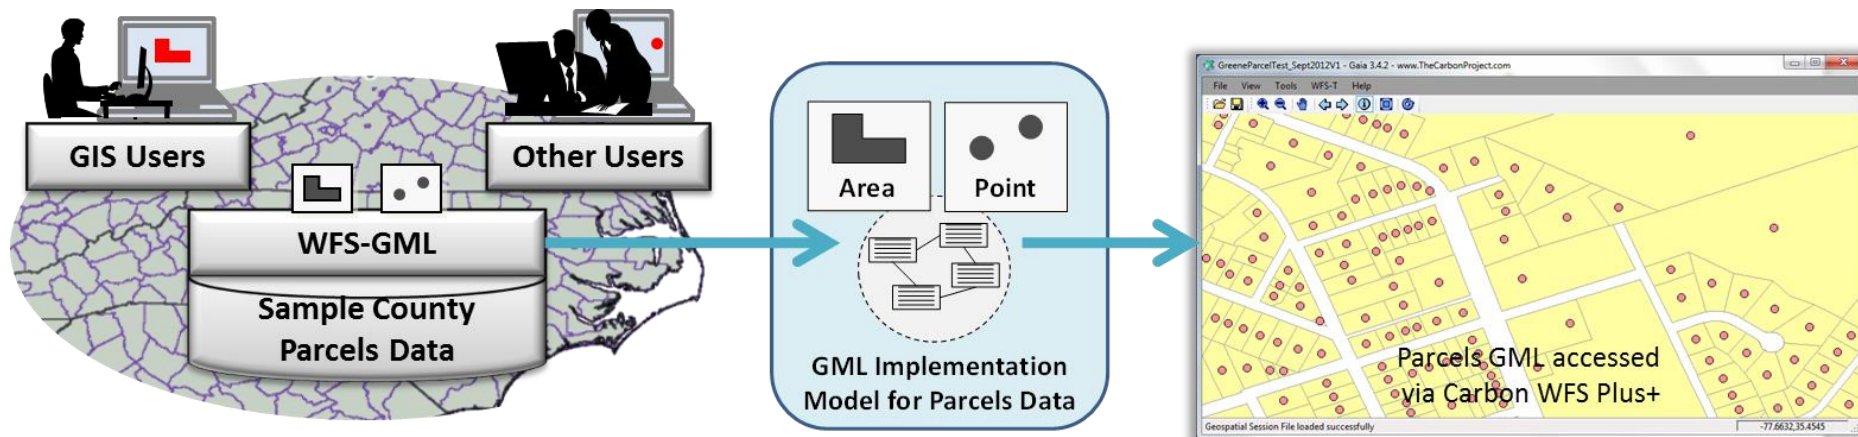 GIS Users
Other Users
WFS-GML
Sample County
Parcels Data
Area
Point
GML Implementation
Model for Parcels Data
GreeneParcelTest_Sept2012V1 - Gaia 3.4.2 - www.TheCarbonProject.com
File View Tools WFS-T Help
Parcels GML accessed
via Carbon WFS Plus+
Geospatial Session File loaded successfully
-77.6632,35.4545